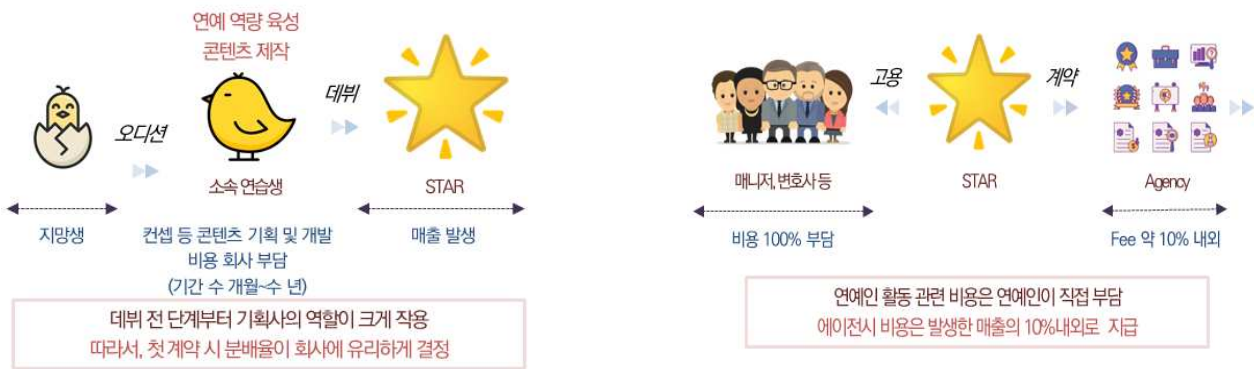 연예 역량 육성
콘텐츠 제작
오디션
데뷔
소속 연습생
STAR
지망생
컨셉 등 콘텐츠 기획 및 개발
비용 회사 부담
(기간 수 개월~수 년)
매출 발생
데뷔 전 단계부터 기획사의 역할이 크게 작용
따라서, 첫 계약 시 분배율이 회사에 유리하게 결정
고용
계약
매니저, 변호사 등
STAR
Agency
비용 100% 부담
Fee 약 10% 내외
연예인 활동 관련 비용은 연예인이 직접 부담
에이전시 비용은 발생한 매출의 10%내외로 지급